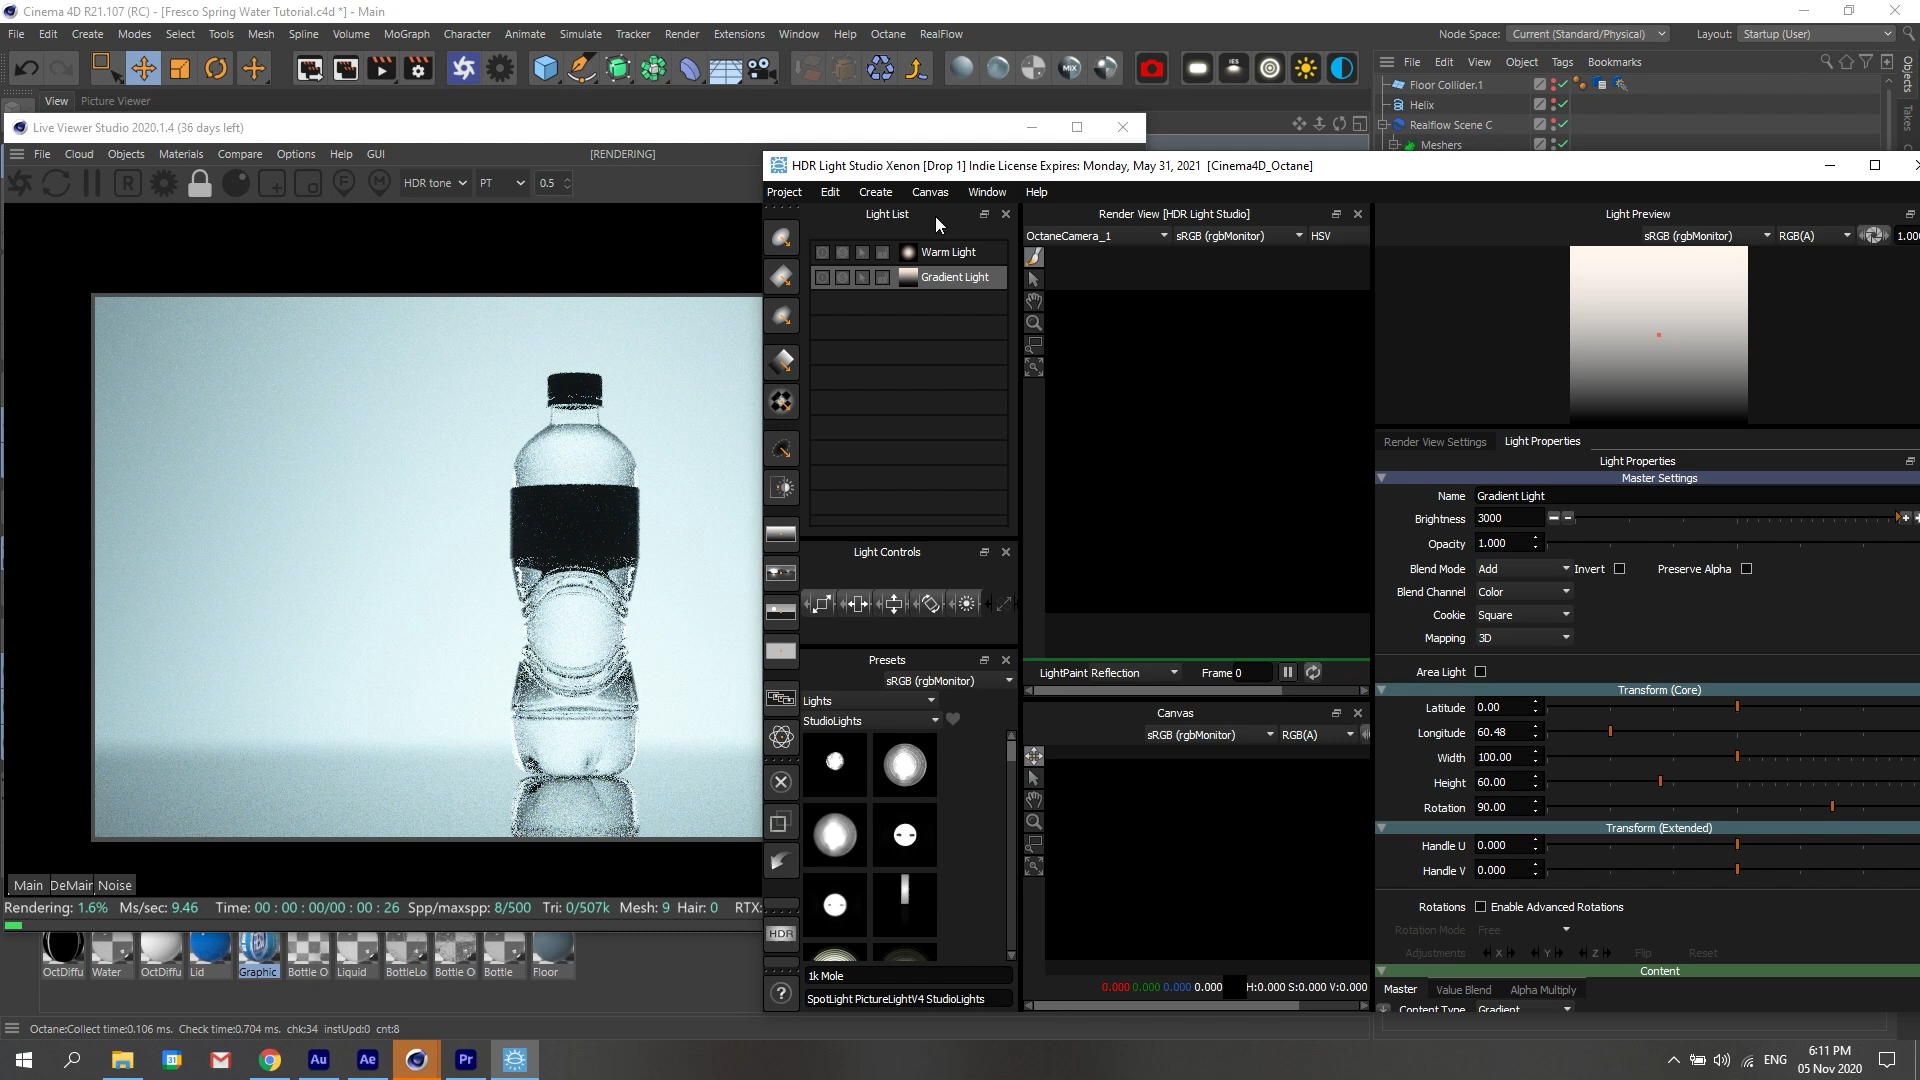 Cinema 4D R21.107 (RC) - [Fresco Spring Water Tutorial.c4d *] - Main
File Edit Create Modes Select Tools Mesh Spline Volume MoGraph Character Animate Simulate Tracker Render Extensions Window Help Octane RealFlow
Node Space: Current (Standard/Physical) Layout: Startup (User)
File Edit View Object Tags Bookmarks
Objects
Takes
Floor Collider.1
Helix
Realflow Scene C
Meshers
View Picture Viewer
Live Viewer Studio 2020.1.4 (36 days left)
File Cloud Objects Materials Compare Options Help GUI [RENDERING]
HDR tone PT 0.5
Main DeMain Noise
Rendering: 1.6% Ms/sec: 9.46 Time: 00 : 00 : 00/00 : 00 : 26 Spp/maxspp: 8/500 Tri: 0/507k Mesh: 9 Hair: 0 RTX:
OctDiffu Water OctDiffu Lid Graphic Bottle O Liquid BottleLo Bottle O Bottle Floor
Octane:Collect time:0.106 ms. Check time:0.704 ms. chk:34 instUpd:0 cnt:8
HDR Light Studio Xenon [Drop 1] Indie License Expires: Monday, May 31, 2021 [Cinema4D_Octane]
Project Edit Create Canvas Window Help
Light List
Warm Light
Gradient Light
Light Controls
Presets
sRGB (rgbMonitor)
Lights
StudioLights
HDR
1k Mole
SpotLight PictureLightV4 StudioLights
Render View [HDR Light Studio]
OctaneCamera_1 sRGB (rgbMonitor) HSV
LightPaint Reflection Frame 0
Canvas
sRGB (rgbMonitor) RGB(A)
0.000 0.000 0.000 0.000 H:0.000 S:0.000 V:0.000
Light Preview
sRGB (rgbMonitor) RGB(A) 1.00
Render View Settings Light Properties
Light Properties
Master Settings
Name Gradient Light
Brightness 3000
Opacity 1.000
Blend Mode Add Invert Preserve Alpha
Blend Channel Color
Cookie Square
Mapping 3D
Area Light
Transform (Core)
Latitude 0.00
Longitude 60.48
Width 100.00
Height 60.00
Rotation 90.00
Transform (Extended)
Handle U 0.000
Handle V 0.000
Rotations Enable Advanced Rotations
Rotation Mode Free
Adjustments X Y Z Flip Reset
Content
Master Value Blend Alpha Multiply
Content Type Gradient
ENG
6:11 PM
05 Nov 2020